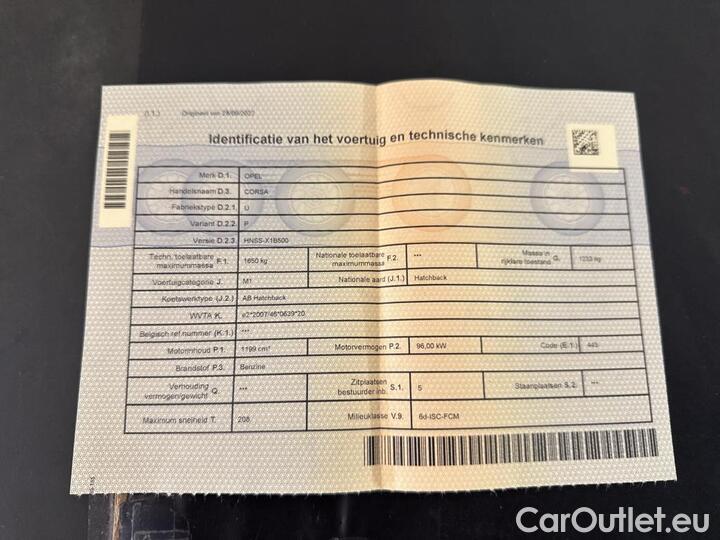 (I.1.) Origineel van 28/09/2022
Identificatie van het voertuig en technische kenmerken
Merk D.1. OPEL
Handelsnaam D.3. CORSA
Fabriekstype D.2.1. U
Variant D.2.2. P
Versie D.2.3. HNSS-X1B500
Techn. toelaatbare maximummassa F.1. 1650 kg Nationale toelaatbare maximummassa F.2. *** Massa in rijklare toestand G. 1233 kg
Voertuigcategorie J. M1 Nationale aard (J.1.) Hatchback
Koetswerktype (J.2.) AB Hatchback
WVTA K. e2*2007/46*0639*20
Belgisch ref.nummer (K.1.) ***
Motorinhoud P.1. 1199 cm³ Motorvermogen P.2. 96,00 kW Code (E.1.) 443
Brandstof P.3. Benzine
Verhouding vermogen/gewicht Q. *** Zitplaatsen bestuurder inb. S.1. 5 Staanplaatsen S.2. ***
Maximum snelheid T. 208 Milieuklasse V.9. 6d-ISC-FCM
CarOutlet.eu